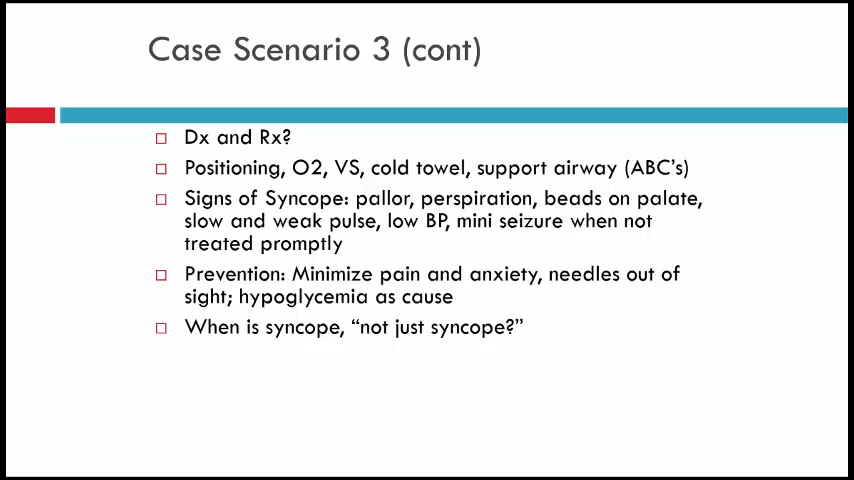 Case Scenario 3 (cont)
Dx and Rx?
Positioning, O2, VS, cold towel, support airway (ABC's)
Signs of Syncope: pallor, perspiration, beads on palate,
slow and weak pulse, low BP, mini seizure when not
treated promptly
Prevention: Minimize pain and anxiety, needles out of
sight; hypoglycemia as cause
When is syncope, “not just syncope?”